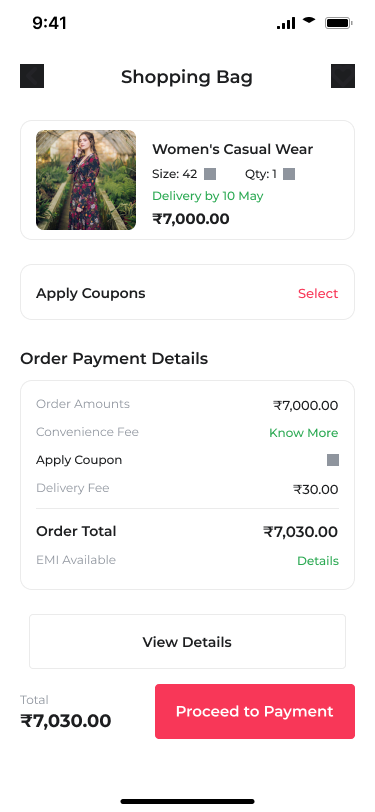 9:41
Shopping Bag
Women's Casual Wear
Size: 42 Qty: 1
Delivery by 10 May
₹7,000.00
Apply Coupons Select
Order Payment Details
Order Amounts ₹7,000.00
Convenience Fee Know More
Apply Coupon
Delivery Fee ₹30.00
Order Total ₹7,030.00
EMI Available Details
View Details
Total
₹7,030.00
Proceed to Payment